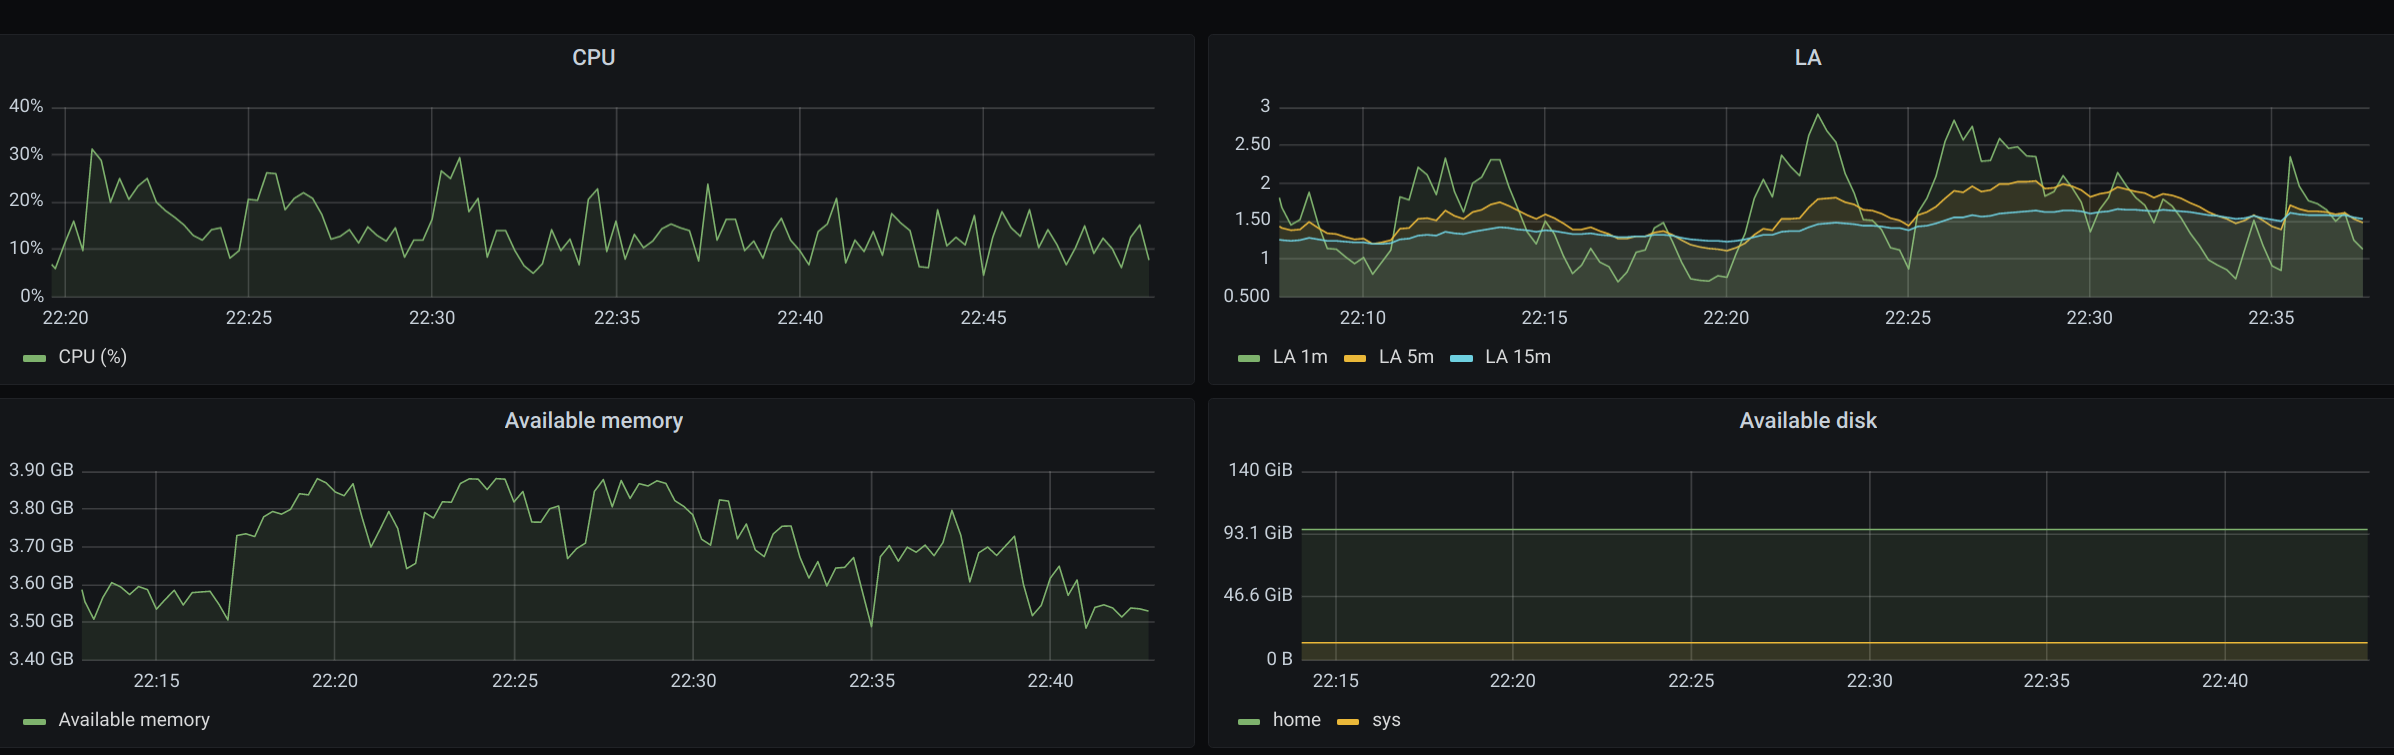 CPU
40%
30%
20%
10%
0%
22:20 22:25 22:30 22:35 22:40 22:45
CPU (%)
LA
3
2.50
2
1.50
1
0.500
22:10 22:15 22:20 22:25 22:30 22:35
LA 1m LA 5m LA 15m
Available memory
3.90 GB
3.80 GB
3.70 GB
3.60 GB
3.50 GB
3.40 GB
22:15 22:20 22:25 22:30 22:35 22:40
Available memory
Available disk
140 GiB
93.1 GiB
46.6 GiB
0 B
22:15 22:20 22:25 22:30 22:35 22:40
home sys